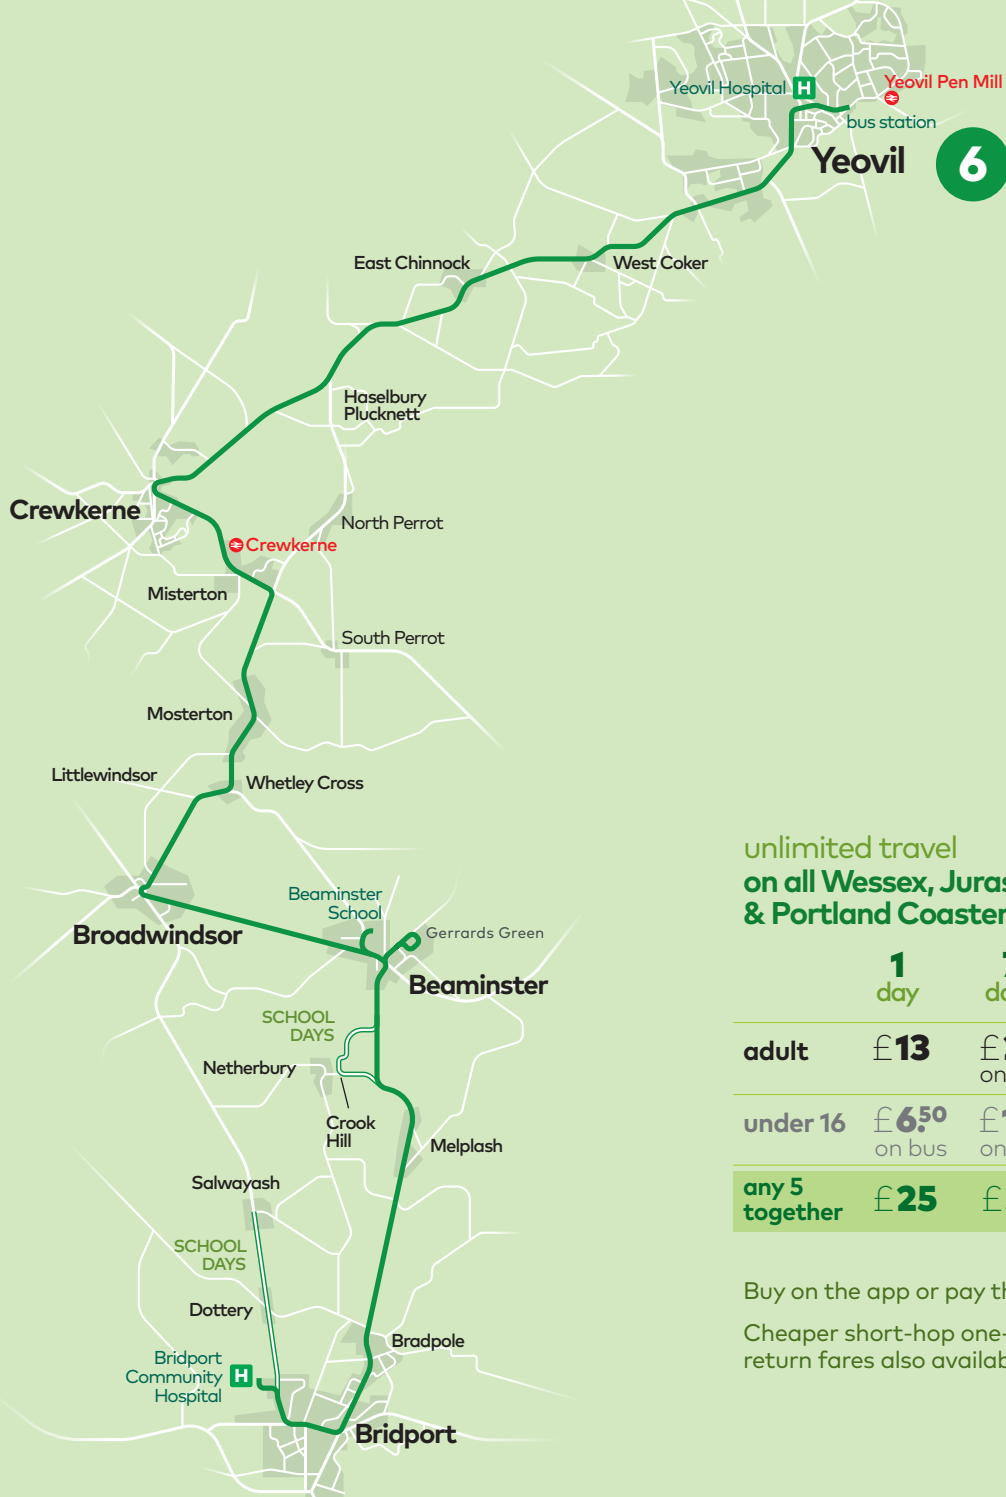 Yeovil Hospital H
Yeovil Pen Mill
bus station
Yeovil
6
East Chinnock
West Coker
Haselbury
Plucknett
Crewkerne
North Perrot
Crewkerne
Misterton
South Perrot
Mosterton
Littlewindsor
Whetley Cross
Beaminster
School
Gerrards Green
Broadwindsor
Beaminster
SCHOOL
DAYS
Netherbury
Crook
Hill
Melplash
Salwayash
SCHOOL
DAYS
Dottery
Bradpole
Bridport
Community
Hospital
H
Bridport
unlimited travel
on all Wessex, Juras
& Portland Coaster
1
day
adult £13 £
on
under 16 £6.50 £
on bus on
any 5
together
£25 £
Buy on the app or pay th
Cheaper short-hop one-
return fares also availab